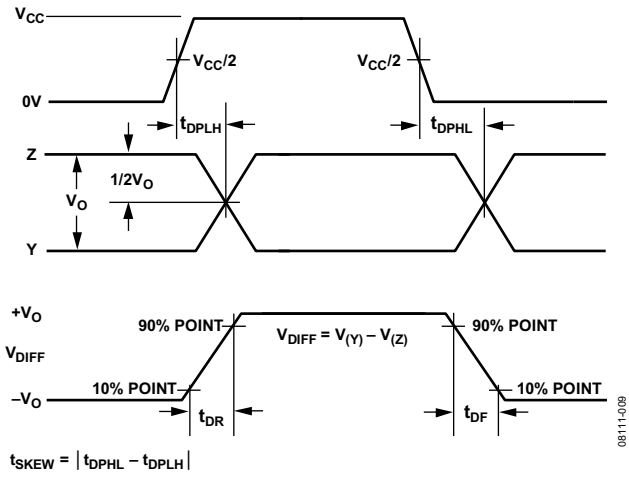 VCC
VCC/2 VCC/2
0V
tDPLH tDPHL
Z
1/2VO
VO
Y
+VO
90% POINT VDIFF = V(Y) – V(Z) 90% POINT
VDIFF
10% POINT 10% POINT
–VO
tDR tDF
tSKEW = |tDPHL – tDPLH|
08111-009